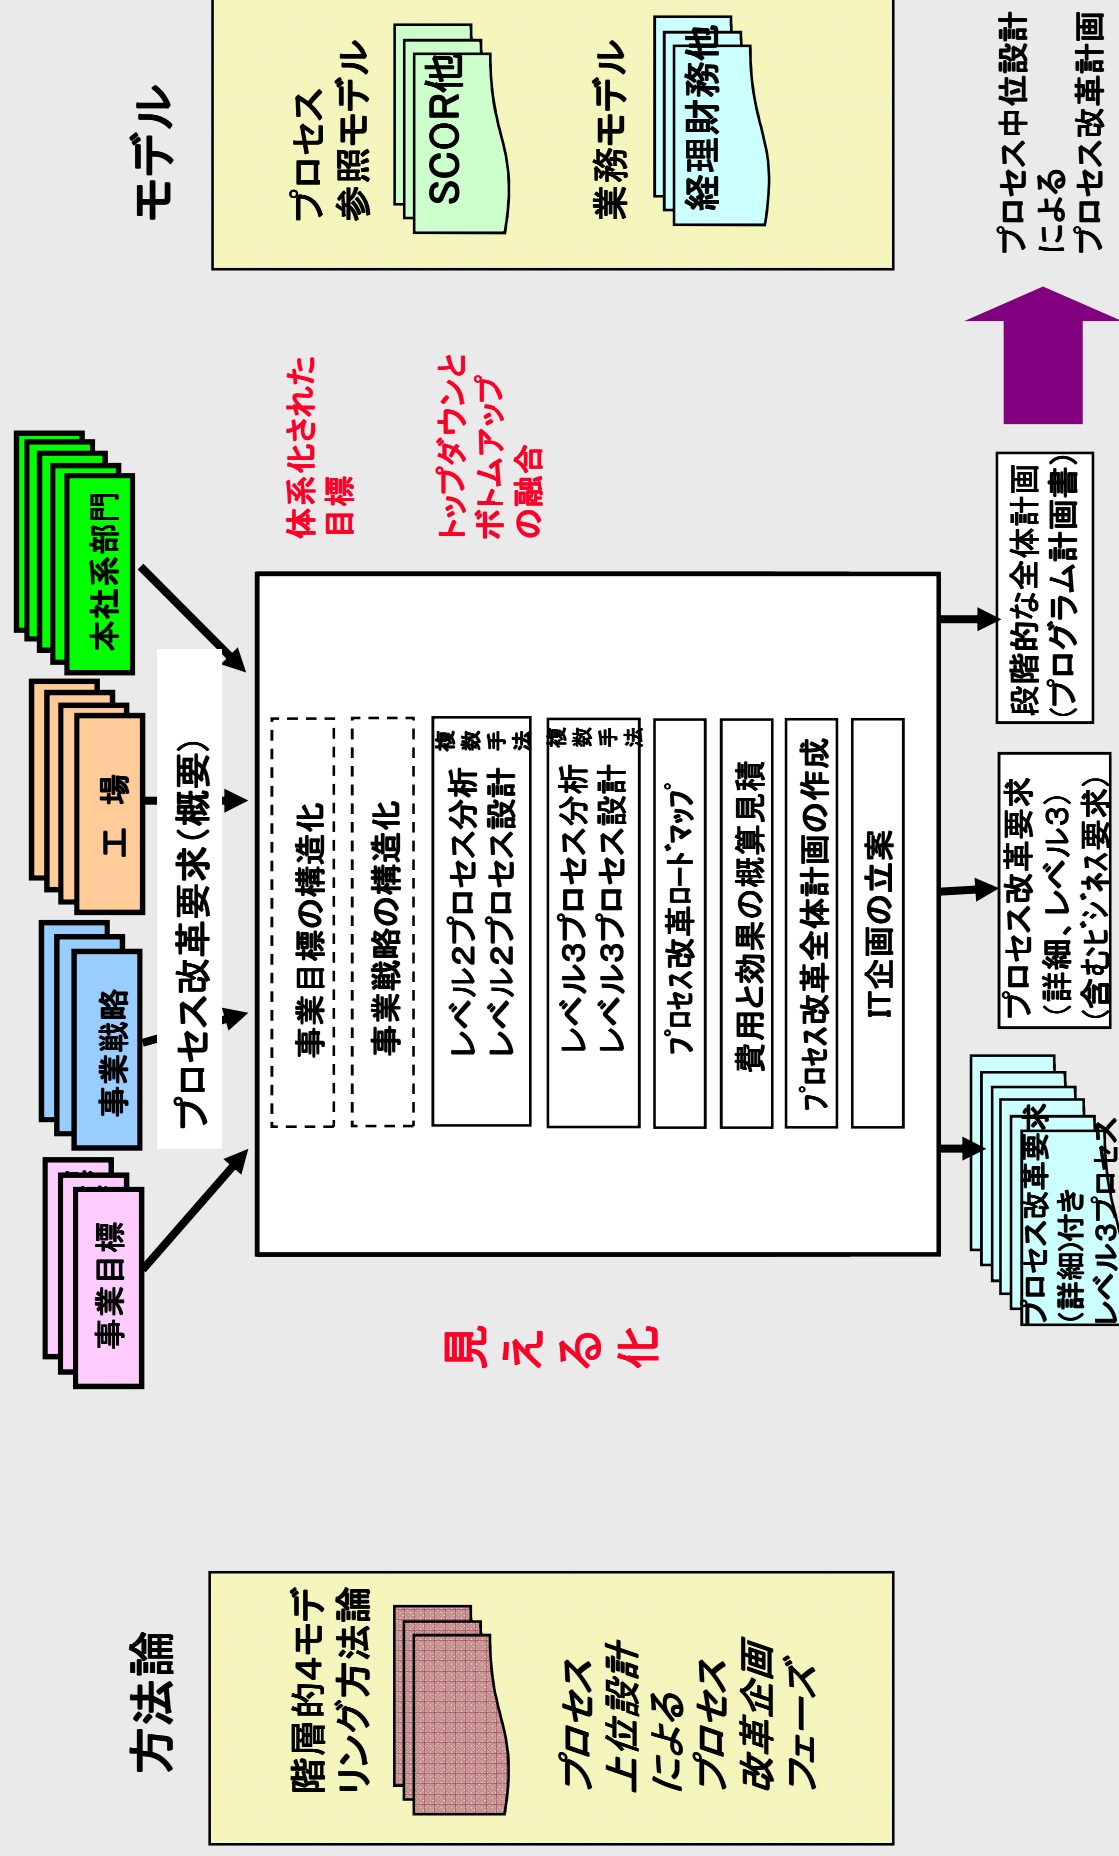 方法論
階層的4モデ
リング方法論
プロセス
上位設計
による
プロセス
改革企画
フェーズ
見える化
事業目標
事業戦略
工 場
本社系部門
プロセス改革要求(概要)
事業目標の構造化
事業戦略の構造化
レベル2プロセス分析
レベル2プロセス設計
複数手法
レベル3プロセス分析
レベル3プロセス設計
複数手法
プロセス改革ロードマップ
費用と効果の概算見積
プロセス改革全体計画の作成
IT企画の立案
体系化された
目標
トップダウンと
ボトムアップ
の融合
モデル
プロセス
参照モデル
SCOR他
業務モデル
経理財務他
プロセス改革要求
(詳細)付き
レベル3プロセス
プロセス改革要求
(詳細、レベル3)
(含むビジネス要求)
段階的な全体計画
(プログラム計画書)
プロセス中位設計
による
プロセス改革計画